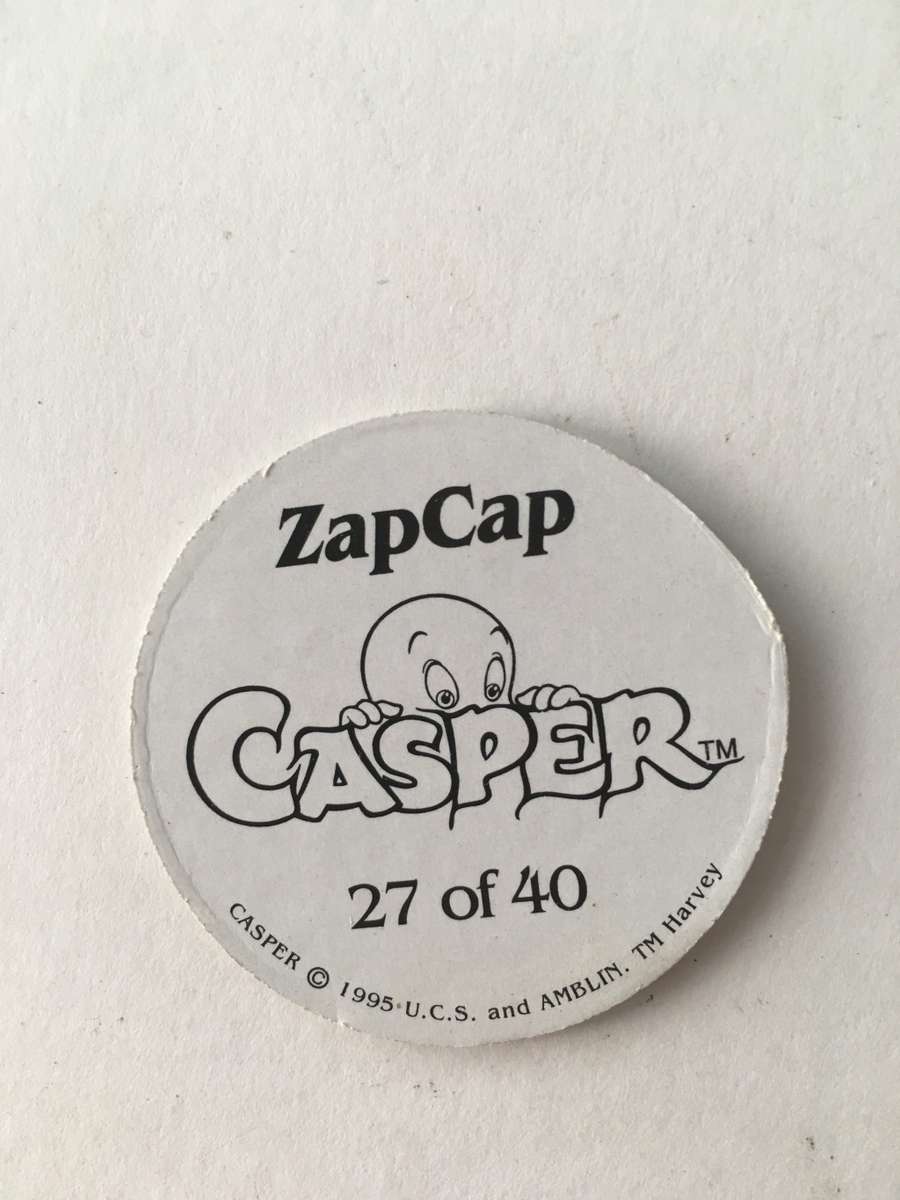 ZapCap
CASPER™
27 of 40
CASPER © 1995 U.C.S. and AMBLIN. TM Harvey